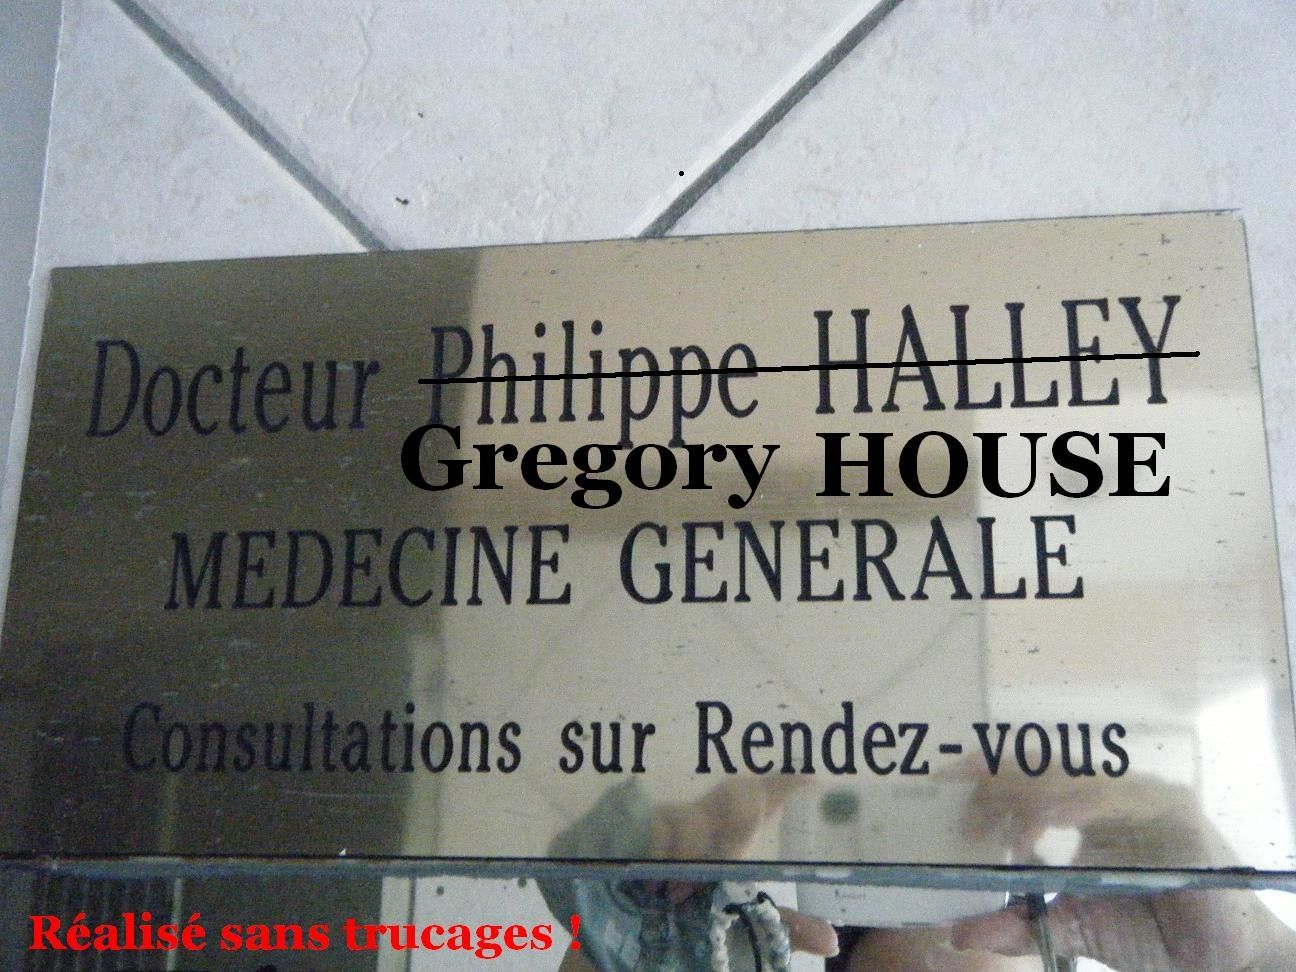 Docteur Philippe HALLEY
Gregory HOUSE
MEDECINE GENERALE
Consultations sur Rendez-vous
Réalisé sans trucages !